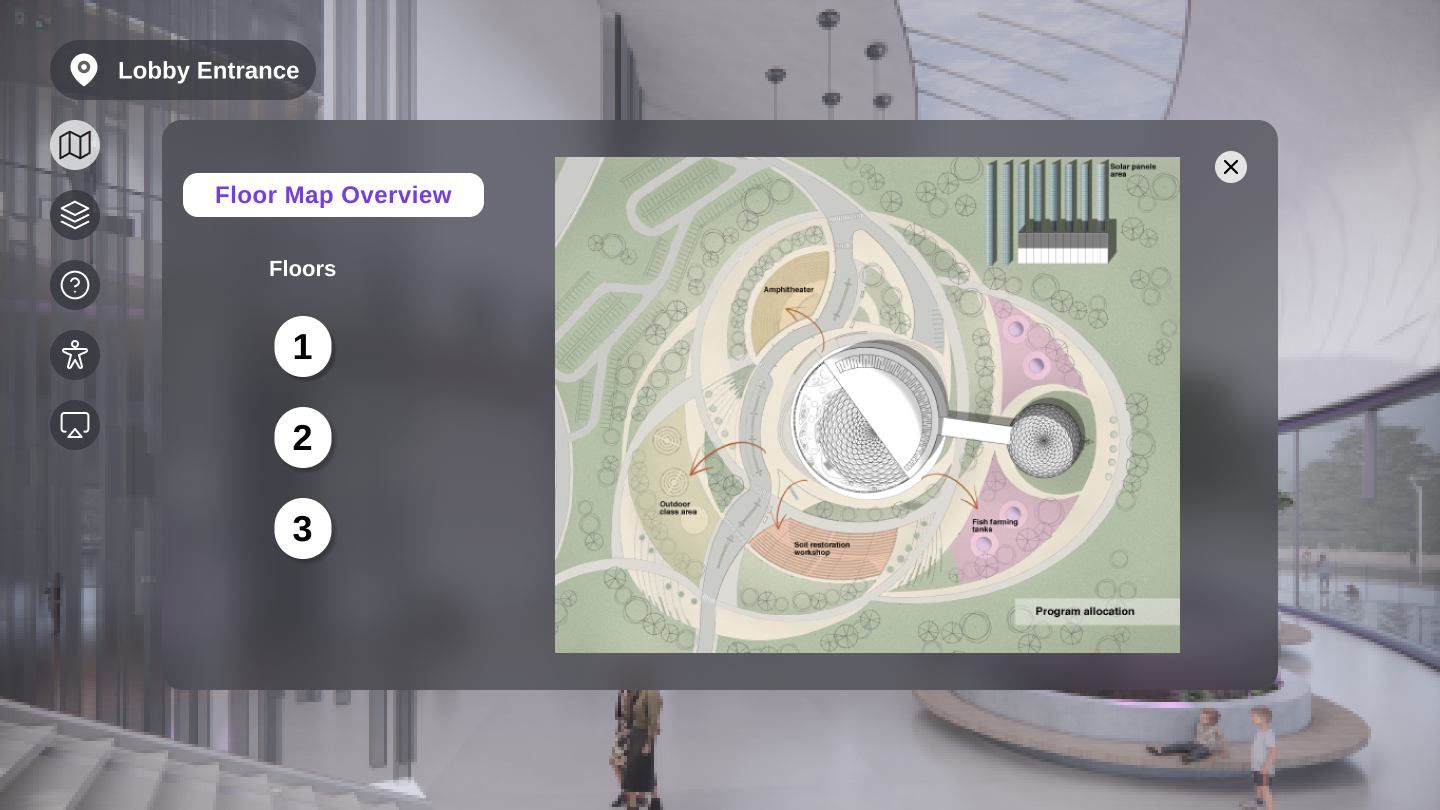 Lobby Entrance
Floor Map Overview
Floors
1
2
3
Solar panels
area
Amphitheater
Outdoor
class area
Soil restoration
workshop
Fish farming
tanks
Program allocation